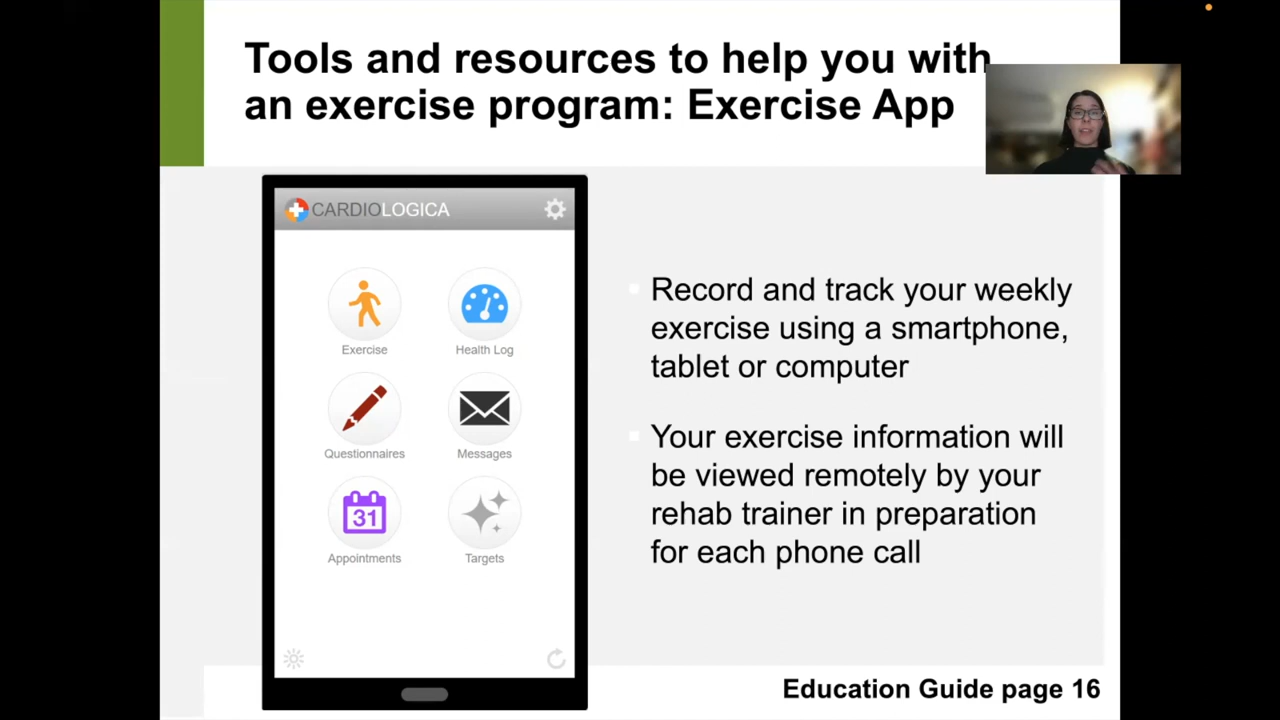 Tools and resources to help you with
an exercise program: Exercise App
CARDIOLOGICA
Exercise
Health Log
Questionnaires
Messages
31
Appointments
Targets
Record and track your weekly
exercise using a smartphone,
tablet or computer
Your exercise information will
be viewed remotely by your
rehab trainer in preparation
for each phone call
Education Guide page 16